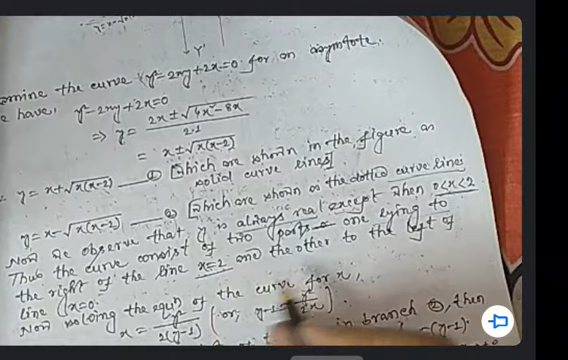 Y'
amine the curve y²-2xy+2x=0 for an asymptote.
e have, y²-2xy+2x=0
⇒ y = 2x±√4x²-8x / 2.1
= x±√x(x-2)
y = x+√x(x-2) —① [which are shown in the figure as
solid curve lines]
y = x-√x(x-2) —② [which are shown as the dotted curve lines
Now we observe that y is always real except when 0<x<2
Thus the curve consist of two parts one lying to
the right of the line x=2 and the other to the left of
line x=0.
Now solving the eqn of the curve for x,
x = y² / 2(y-1) (or, y-1 = y² / 2x).
in branch ②, then